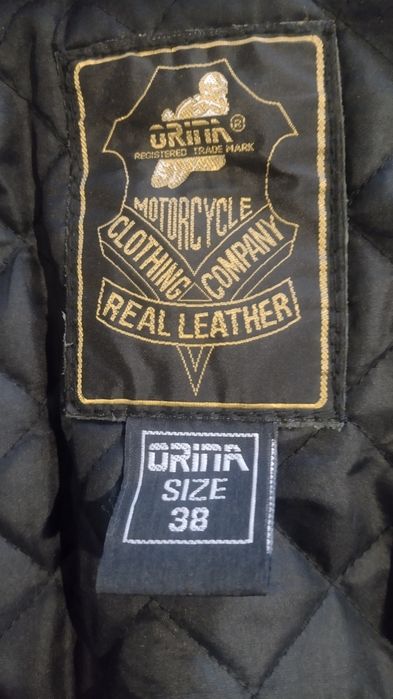 ORINA®
REGISTERED TRADE MARK
MOTORCYCLE
CLOTHING COMPANY
REAL LEATHER
ORINA
SIZE
38